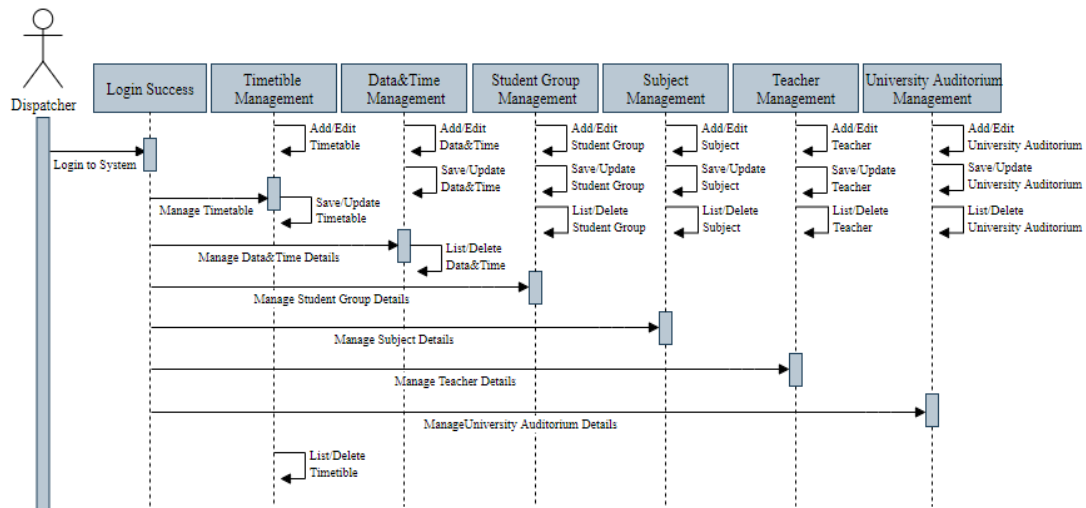 Dispatcher
Login Success
Timetible
Management
Data&Time
Management
Student Group
Management
Subject
Management
Teacher
Management
University Auditorium
Management
Add/Edit
Timetable
Add/Edit
Data&Time
Add/Edit
Student Group
Add/Edit
Subject
Add/Edit
Teacher
Add/Edit
University Auditorium
Login to System
Save/Update
Data&Time
Save/Update
Student Group
Save/Update
Subject
Save/Update
Teacher
Save/Update
University Auditorium
Manage Timetable
Save/Update
Timetable
List/Delete
Student Group
List/Delete
Subject
List/Delete
Teacher
List/Delete
University Auditorium
Manage Data&Time Details
List/Delete
Data&Time
Manage Student Group Details
Manage Subject Details
Manage Teacher Details
ManageUniversity Auditorium Details
List/Delete
Timetible